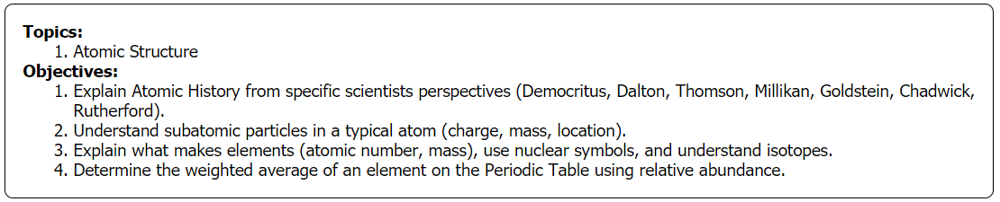 Topics:
1. Atomic Structure
Objectives:
1. Explain Atomic History from specific scientists perspectives (Democritus, Dalton, Thomson, Millikan, Goldstein, Chadwick,
Rutherford).
2. Understand subatomic particles in a typical atom (charge, mass, location).
3. Explain what makes elements (atomic number, mass), use nuclear symbols, and understand isotopes.
4. Determine the weighted average of an element on the Periodic Table using relative abundance.